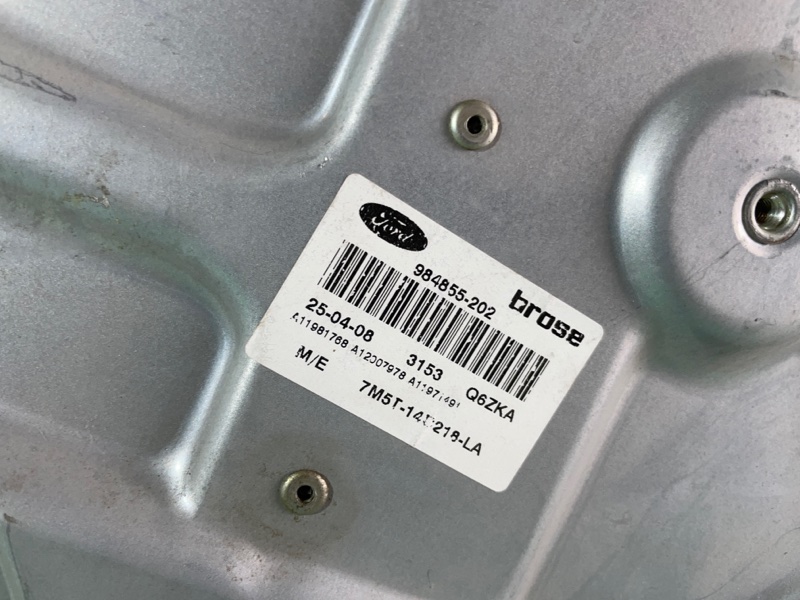 Ford
984855-202
brose
25-04-08 3153 Q6ZKA
A11981768 A12007978
M/E